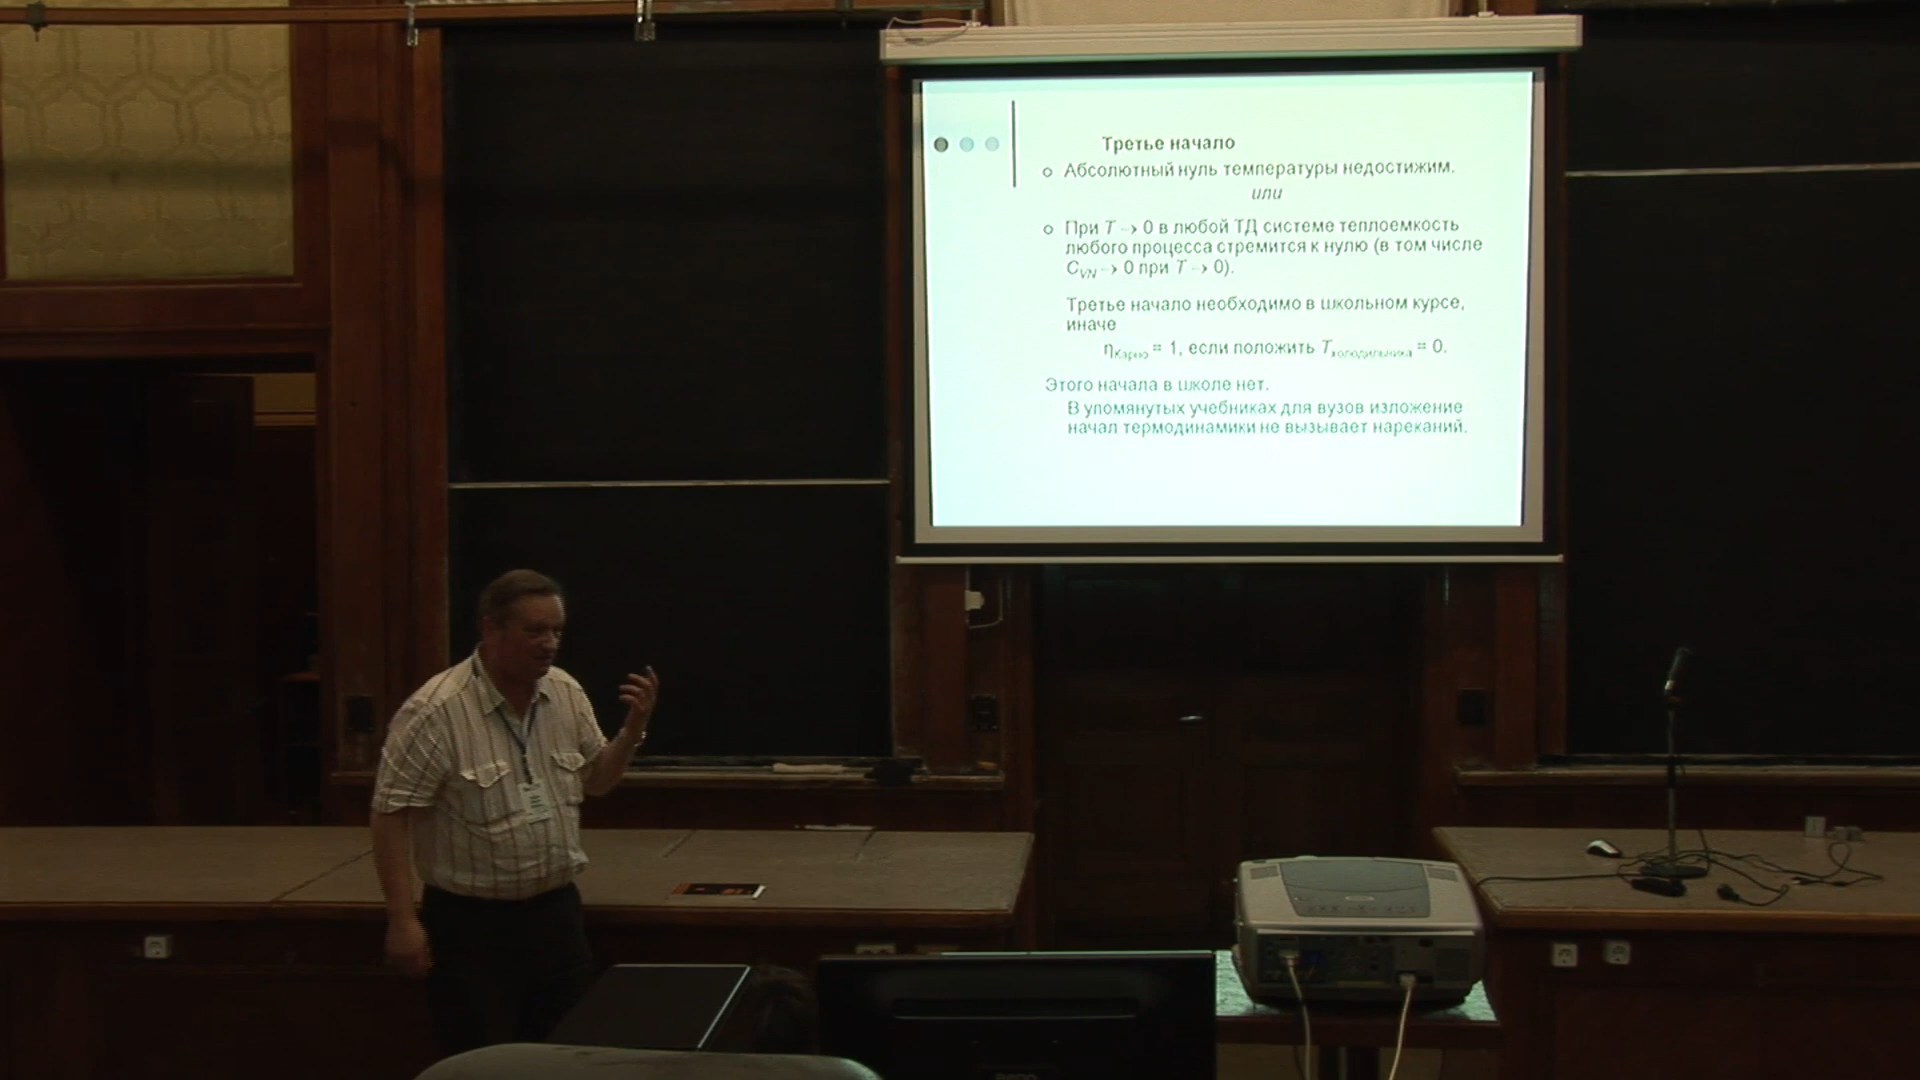 Третье начало
Абсолютный нуль температуры недостижим.
или
При T → 0 в любой ТД системе теплоемкость
любого процесса стремится к нулю (в том числе
C_VN → 0 при T → 0).
Третье начало необходимо в школьном курсе,
иначе
η_Карно = 1, если положить T_холодильника = 0.
Этого начала в школе нет.
В упомянутых учебниках для вузов изложение
начал термодинамики не вызывает нареканий.